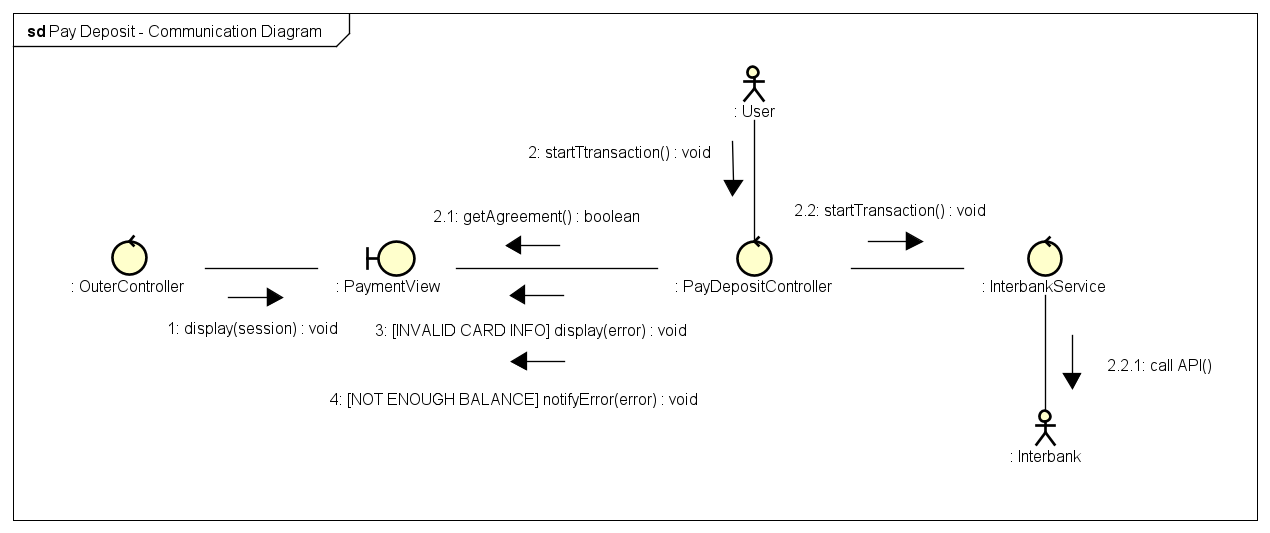 sd Pay Deposit - Communication Diagram
: User
2: startTtransaction() : void
2.1: getAgreement() : boolean
2.2: startTransaction() : void
: OuterController
: PaymentView
: PayDepositController
: InterbankService
1: display(session) : void
3: [INVALID CARD INFO] display(error) : void
2.2.1: call API()
4: [NOT ENOUGH BALANCE] notifyError(error) : void
: Interbank